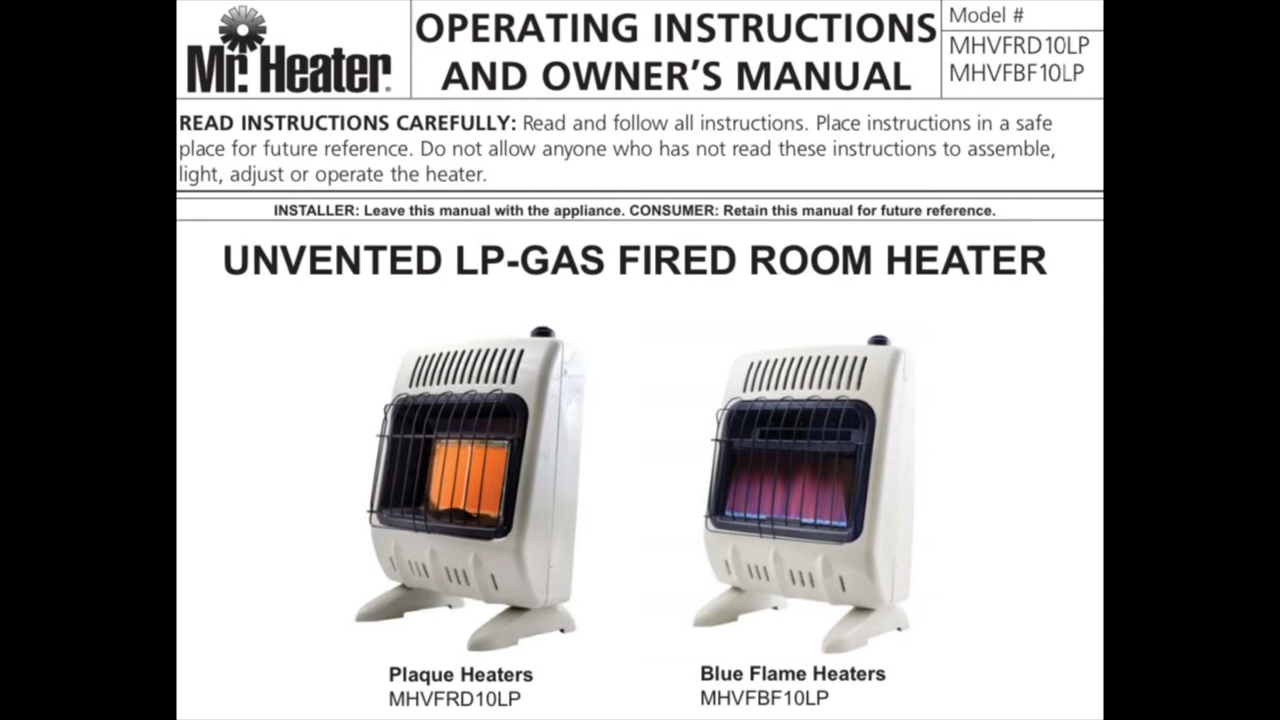 Mr. Heater®
OPERATING INSTRUCTIONS
AND OWNER'S MANUAL
Model #
MHVFRD10LP
MHVFBF10LP
READ INSTRUCTIONS CAREFULLY: Read and follow all instructions. Place instructions in a safe
place for future reference. Do not allow anyone who has not read these instructions to assemble,
light, adjust or operate the heater.
INSTALLER: Leave this manual with the appliance. CONSUMER: Retain this manual for future reference.
UNVENTED LP-GAS FIRED ROOM HEATER
Plaque Heaters
MHVFRD10LP
Blue Flame Heaters
MHVFBF10LP